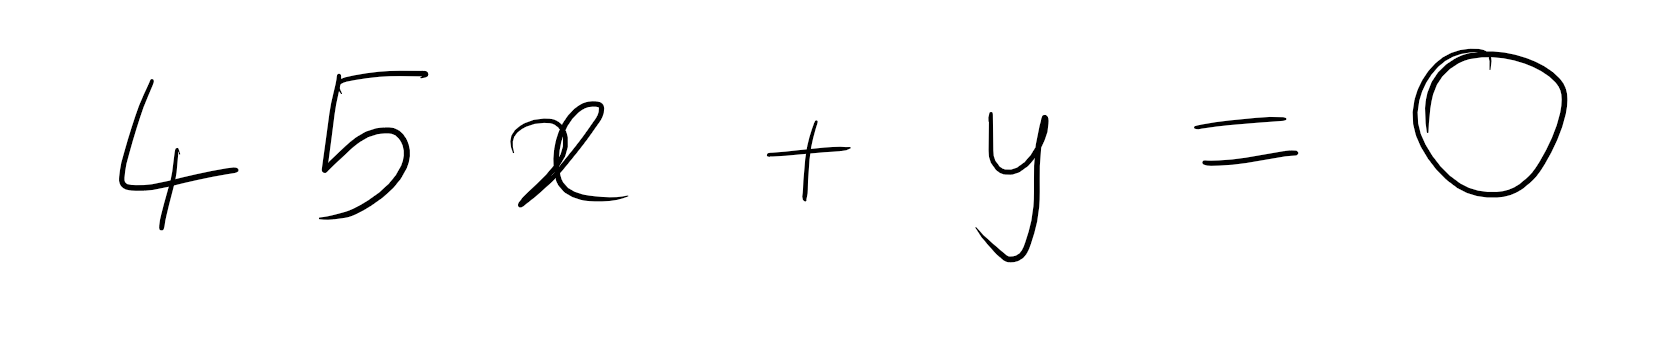 45x + y = 0